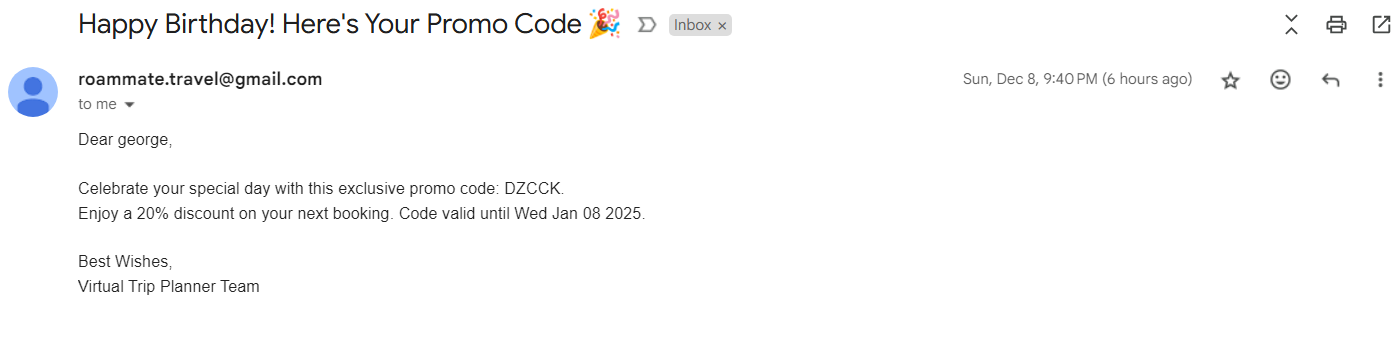 Happy Birthday! Here's Your Promo Code 🎉 Inbox ×
roammate.travel@gmail.com Sun, Dec 8, 9:40 PM (6 hours ago)
to me
Dear george,
Celebrate your special day with this exclusive promo code: DZCCK.
Enjoy a 20% discount on your next booking. Code valid until Wed Jan 08 2025.
Best Wishes,
Virtual Trip Planner Team